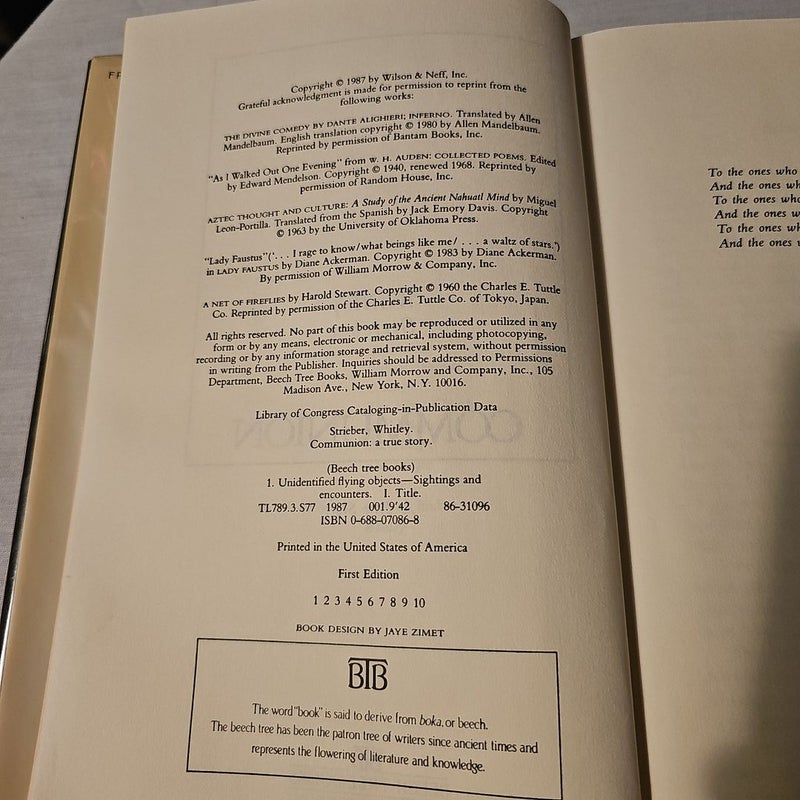 FR
Copyright © 1987 by Wilson & Neff, Inc.
Grateful acknowledgment is made for permission to reprint from the
following works:
THE DIVINE COMEDY BY DANTE ALIGHIERI; INFERNO. Translated by Allen
Mandelbaum. English translation copyright © 1980 by Allen Mandelbaum.
Reprinted by permission of Bantam Books, Inc.
"As I Walked Out One Evening" from W. H. AUDEN: COLLECTED POEMS. Edited
by Edward Mendelson. Copyright © 1940, renewed 1968. Reprinted by
permission of Random House, Inc.
AZTEC THOUGHT AND CULTURE: A Study of the Ancient Nahuatl Mind by Miguel
Leon-Portilla. Translated from the Spanish by Jack Emory Davis. Copyright
© 1963 by the University of Oklahoma Press.
"Lady Faustus"('. . . I rage to know/what beings like me/ . . . a waltz of stars.')
in LADY FAUSTUS by Diane Ackerman. Copyright © 1983 by Diane Ackerman.
By permission of William Morrow & Company, Inc.
A NET OF FIREFLIES by Harold Stewart. Copyright © 1960 the Charles E. Tuttle
Co. Reprinted by permission of the Charles E. Tuttle Co. of Tokyo, Japan.
All rights reserved. No part of this book may be reproduced or utilized in any
form or by any means, electronic or mechanical, including photocopying,
recording or by any information storage and retrieval system, without permission
in writing from the Publisher. Inquiries should be addressed to Permissions
Department, Beech Tree Books, William Morrow and Company, Inc., 105
Madison Ave., New York, N.Y. 10016.
Library of Congress Cataloging-in-Publication Data
Strieber, Whitley.
Communion: a true story.
(Beech tree books)
1. Unidentified flying objects—Sightings and
encounters. I. Title.
TL789.3.S77 1987 001.9'42 86-31096
ISBN 0-688-07086-8
Printed in the United States of America
First Edition
1 2 3 4 5 6 7 8 9 10
BOOK DESIGN BY JAYE ZIMET
BTB
The word "book" is said to derive from boka, or beech.
The beech tree has been the patron tree of writers since ancient times and
represents the flowering of literature and knowledge.
To the ones who
And the ones wh
To the ones who
And the ones w
To the ones wh
And the ones w